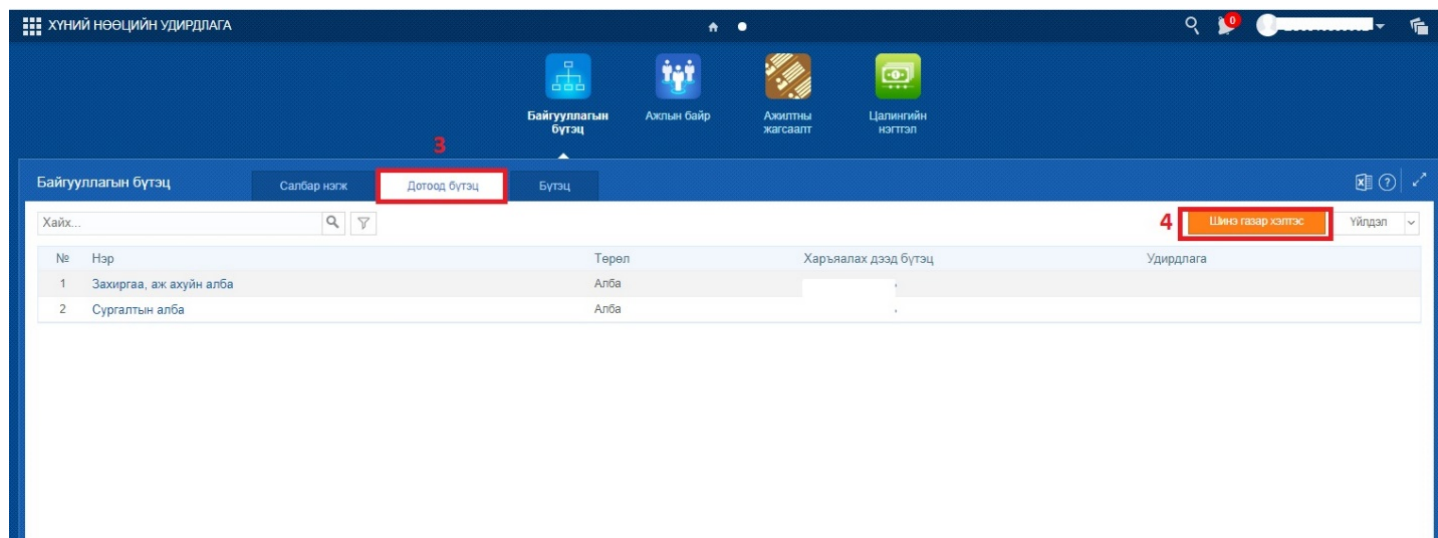 ХҮНИЙ НӨӨЦИЙН УДИРДЛАГА
0
Байгууллагын бүтэц
Ажлын байр
Ажилтны жагсаалт
Цалингийн нэгтгэл
3
Байгууллагын бүтэц Салбар нэгж Дотоод бүтэц Бүтэц
Хайх... 4 Шинэ газар хэлтэс Үйлдэл
№ Нэр Төрөл Харъяалах дээд бүтэц Удирдлага
1 Захиргаа, аж ахуйн алба Алба
2 Сургалтын алба Алба